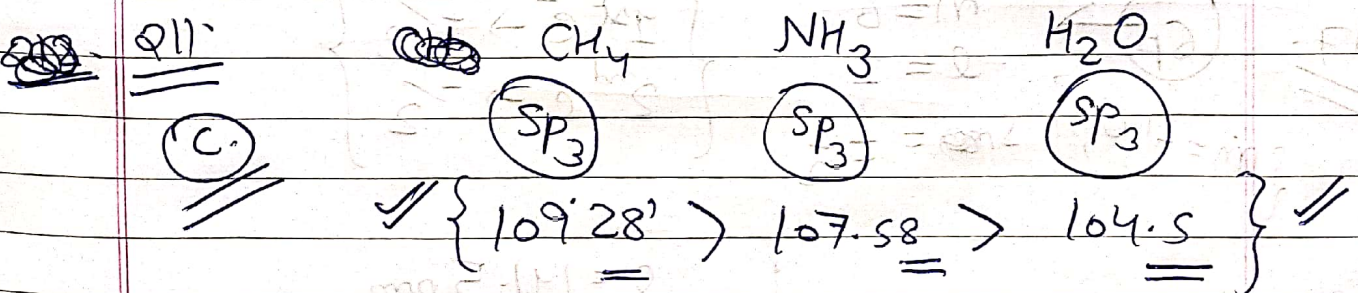 Q11. CH₄ NH₃ H₂O
C. Sp₃ Sp₃ Sp₃
{109°28' > 107.58 > 104.5}